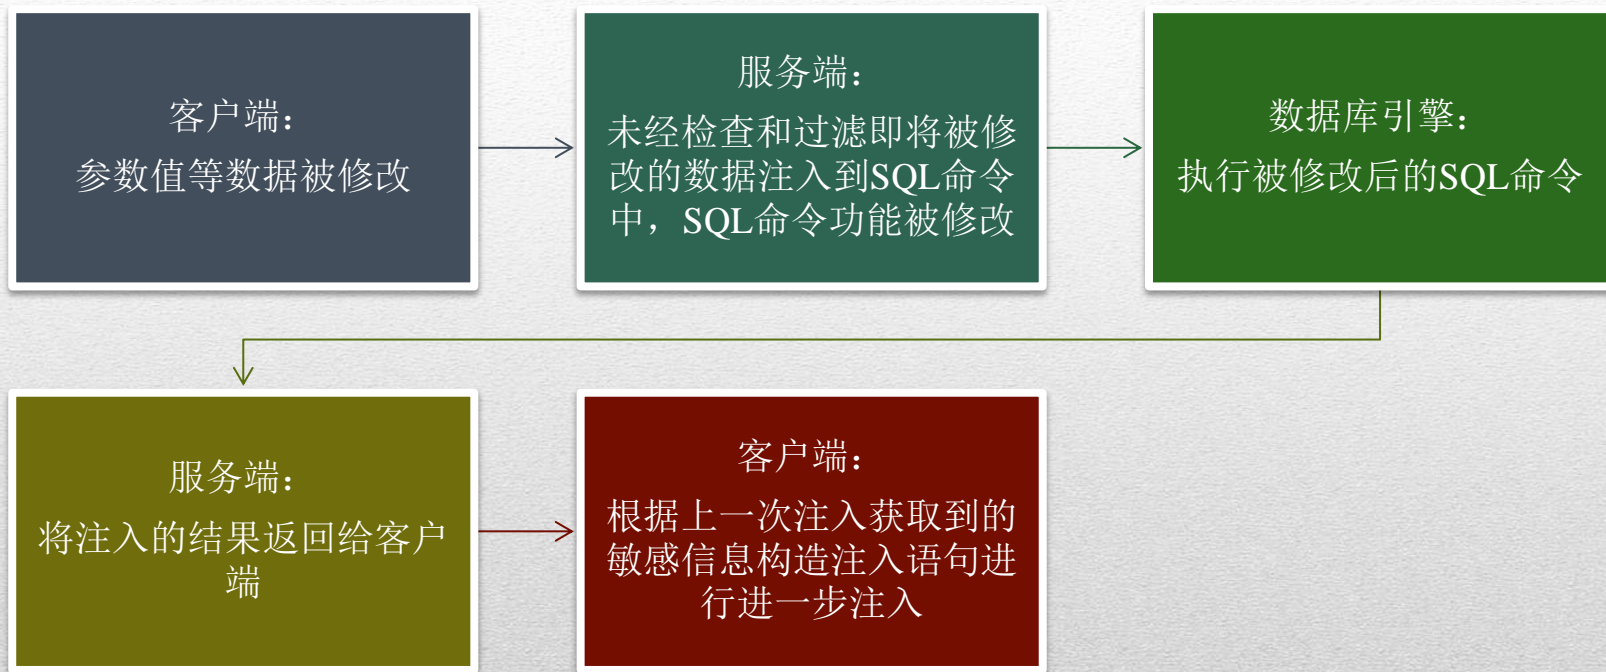 客户端：
参数值等数据被修改
服务端：
未经检查和过滤即将被修
改的数据注入到SQL命令
中，SQL命令功能被修改
数据库引擎：
执行被修改后的SQL命令
服务端：
将注入的结果返回给客户
端
客户端：
根据上一次注入获取到的
敏感信息构造注入语句进
行进一步注入